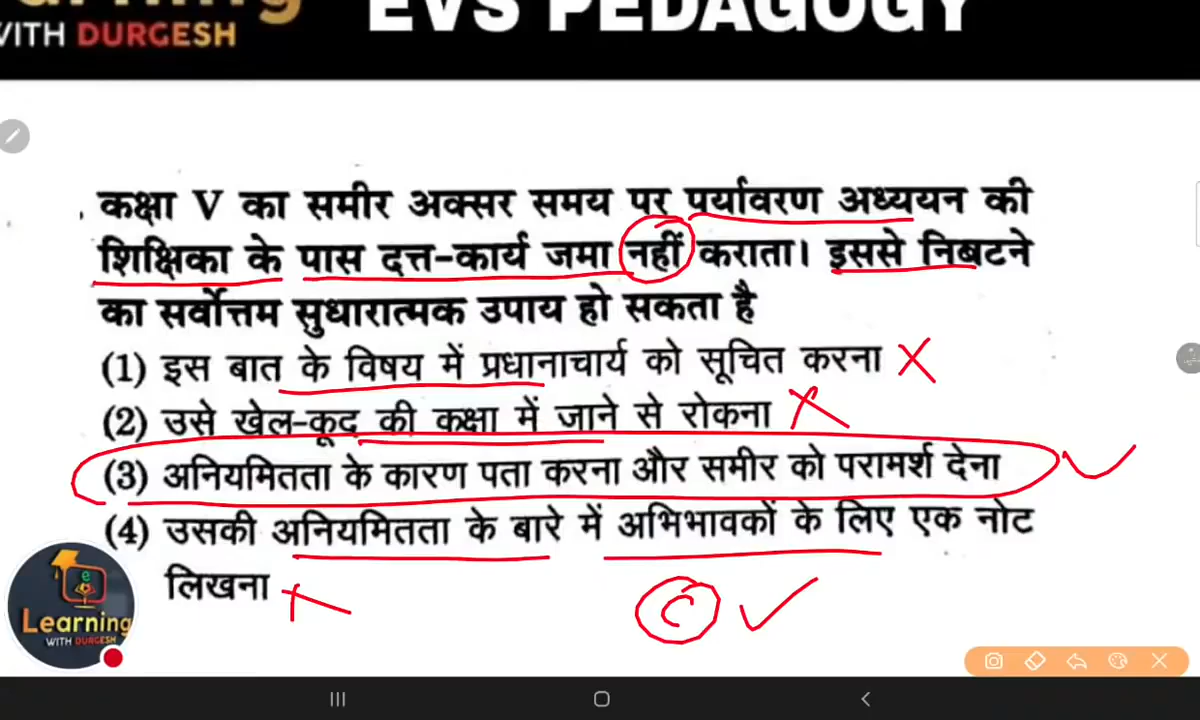 EVS PEDAGOGY
WITH DURGESH
कक्षा V का समीर अक्सर समय पर पर्यावरण अध्ययन की
शिक्षिका के पास दत्त-कार्य जमा नहीं कराता। इससे निबटने
का सर्वोत्तम सुधारात्मक उपाय हो सकता है
(1) इस बात के विषय में प्रधानाचार्य को सूचित करना
(2) उसे खेल-कूद की कक्षा में जाने से रोकना
(3) अनियमितता के कारण पता करना और समीर को परामर्श देना
(4) उसकी अनियमितता के बारे में अभिभावकों के लिए एक नोट
लिखना
C
e
Learning
WITH DURGESH